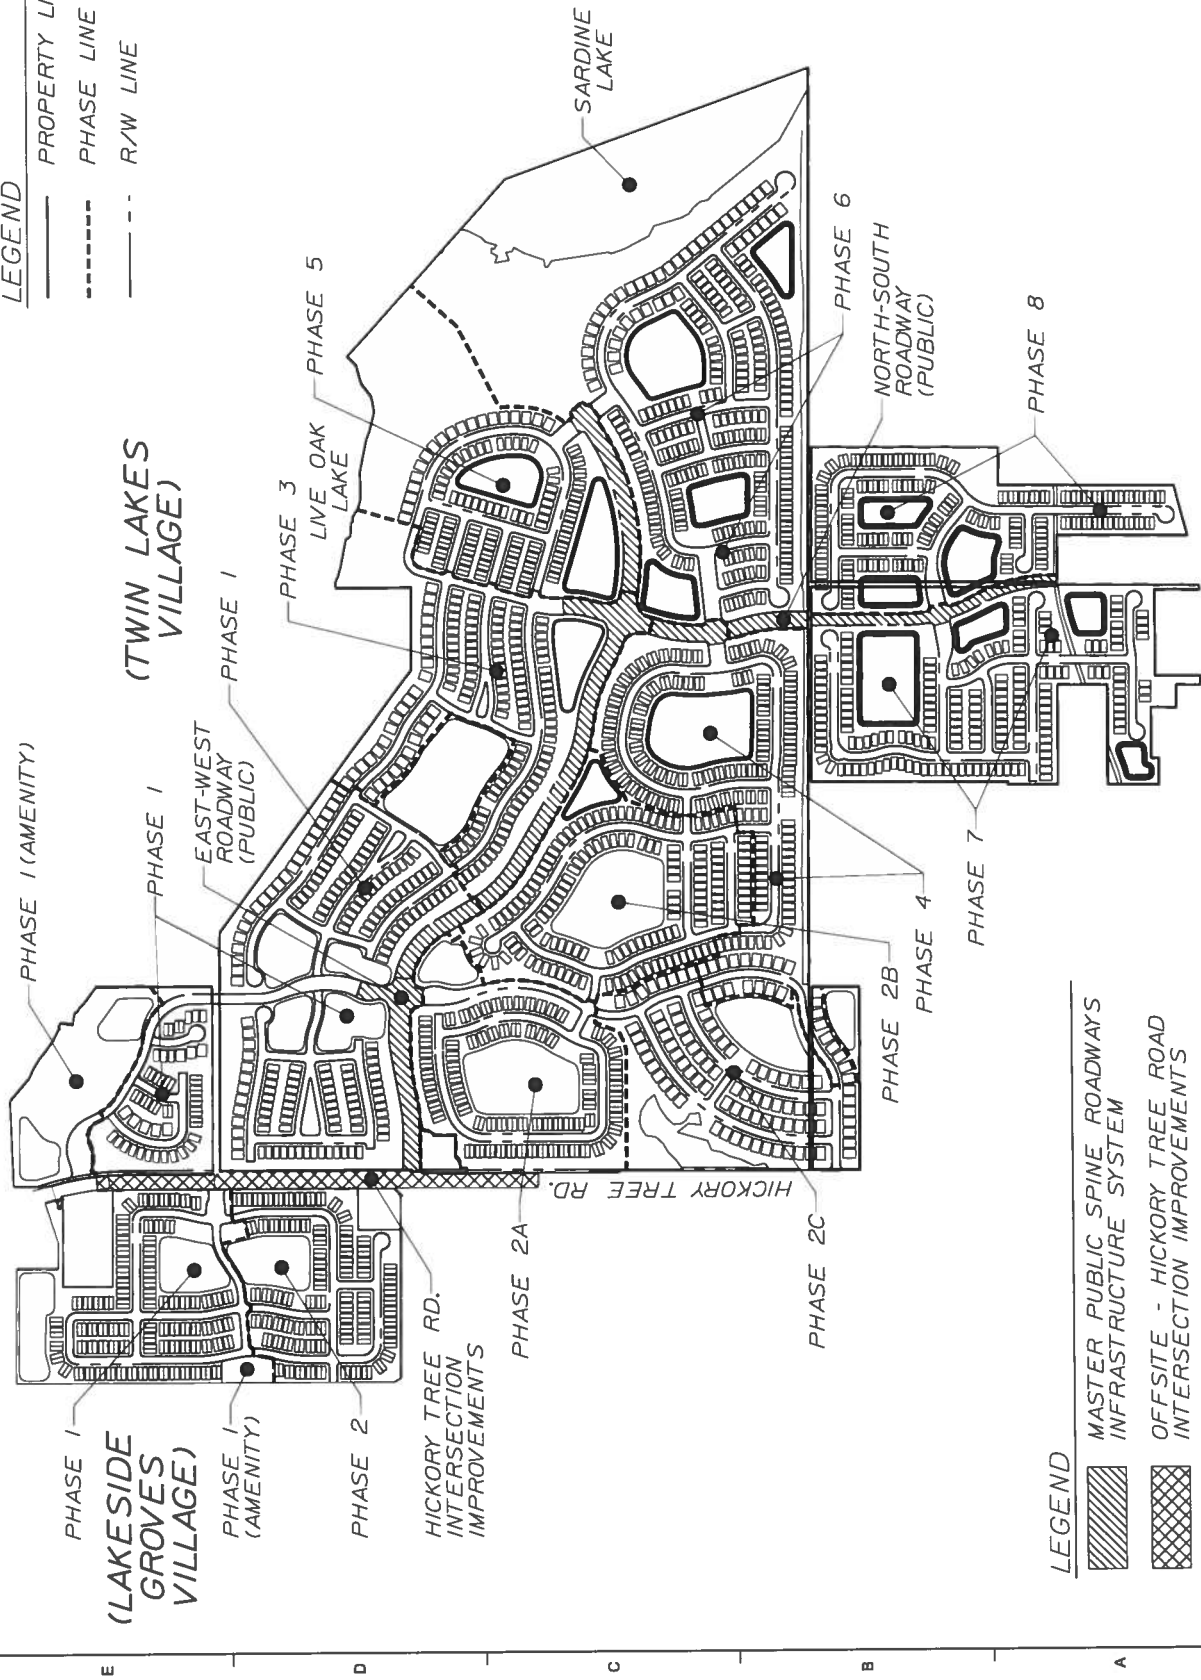 LEGEND
PROPERTY LI
PHASE LINE
R/W LINE
(TWIN LAKES
VILLAGE)
SARDINE
LAKE
PHASE 5
LIVE OAK
LAKE
PHASE 3
PHASE 1
EAST-WEST
ROADWAY
(PUBLIC)
PHASE 1
PHASE 1 (AMENITY)
PHASE 6
NORTH-SOUTH
ROADWAY
(PUBLIC)
PHASE 8
PHASE 7
PHASE 4
PHASE 2B
PHASE 2C
HICKORY TREE RD.
PHASE 2A
HICKORY TREE RD.
INTERSECTION
IMPROVEMENTS
PHASE 2
PHASE 1
(AMENITY)
(LAKESIDE
GROVES
VILLAGE)
PHASE 1
LEGEND
MASTER PUBLIC SPINE ROADWAYS
INFRASTRUCTURE SYSTEM
OFFSITE - HICKORY TREE ROAD
INTERSECTION IMPROVEMENTS
E
D
C
B
A